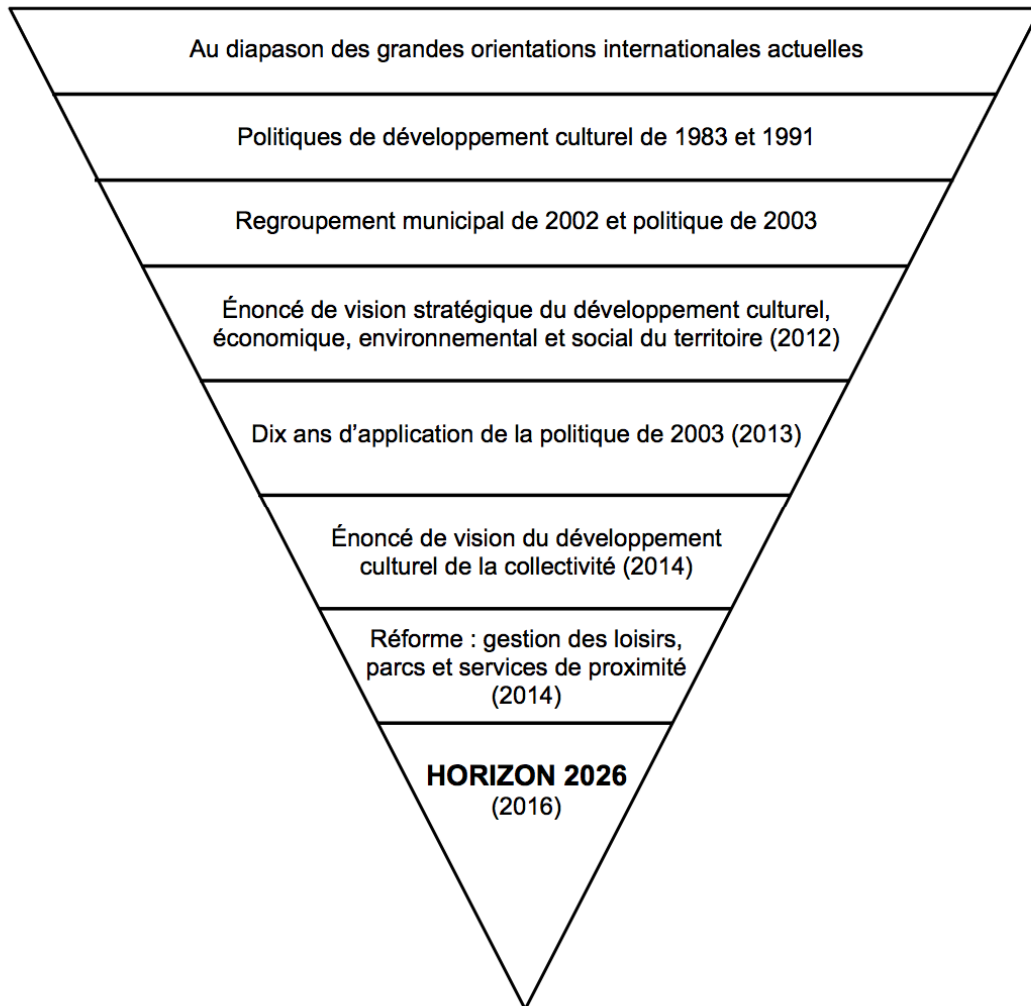 Au diapason des grandes orientations internationales actuelles
Politiques de développement culturel de 1983 et 1991
Regroupement municipal de 2002 et politique de 2003
Énoncé de vision stratégique du développement culturel,
économique, environnemental et social du territoire (2012)
Dix ans d’application de la politique de 2003 (2013)
Énoncé de vision du développement
culturel de la collectivité (2014)
Réforme : gestion des loisirs,
parcs et services de proximité
(2014)
HORIZON 2026
(2016)